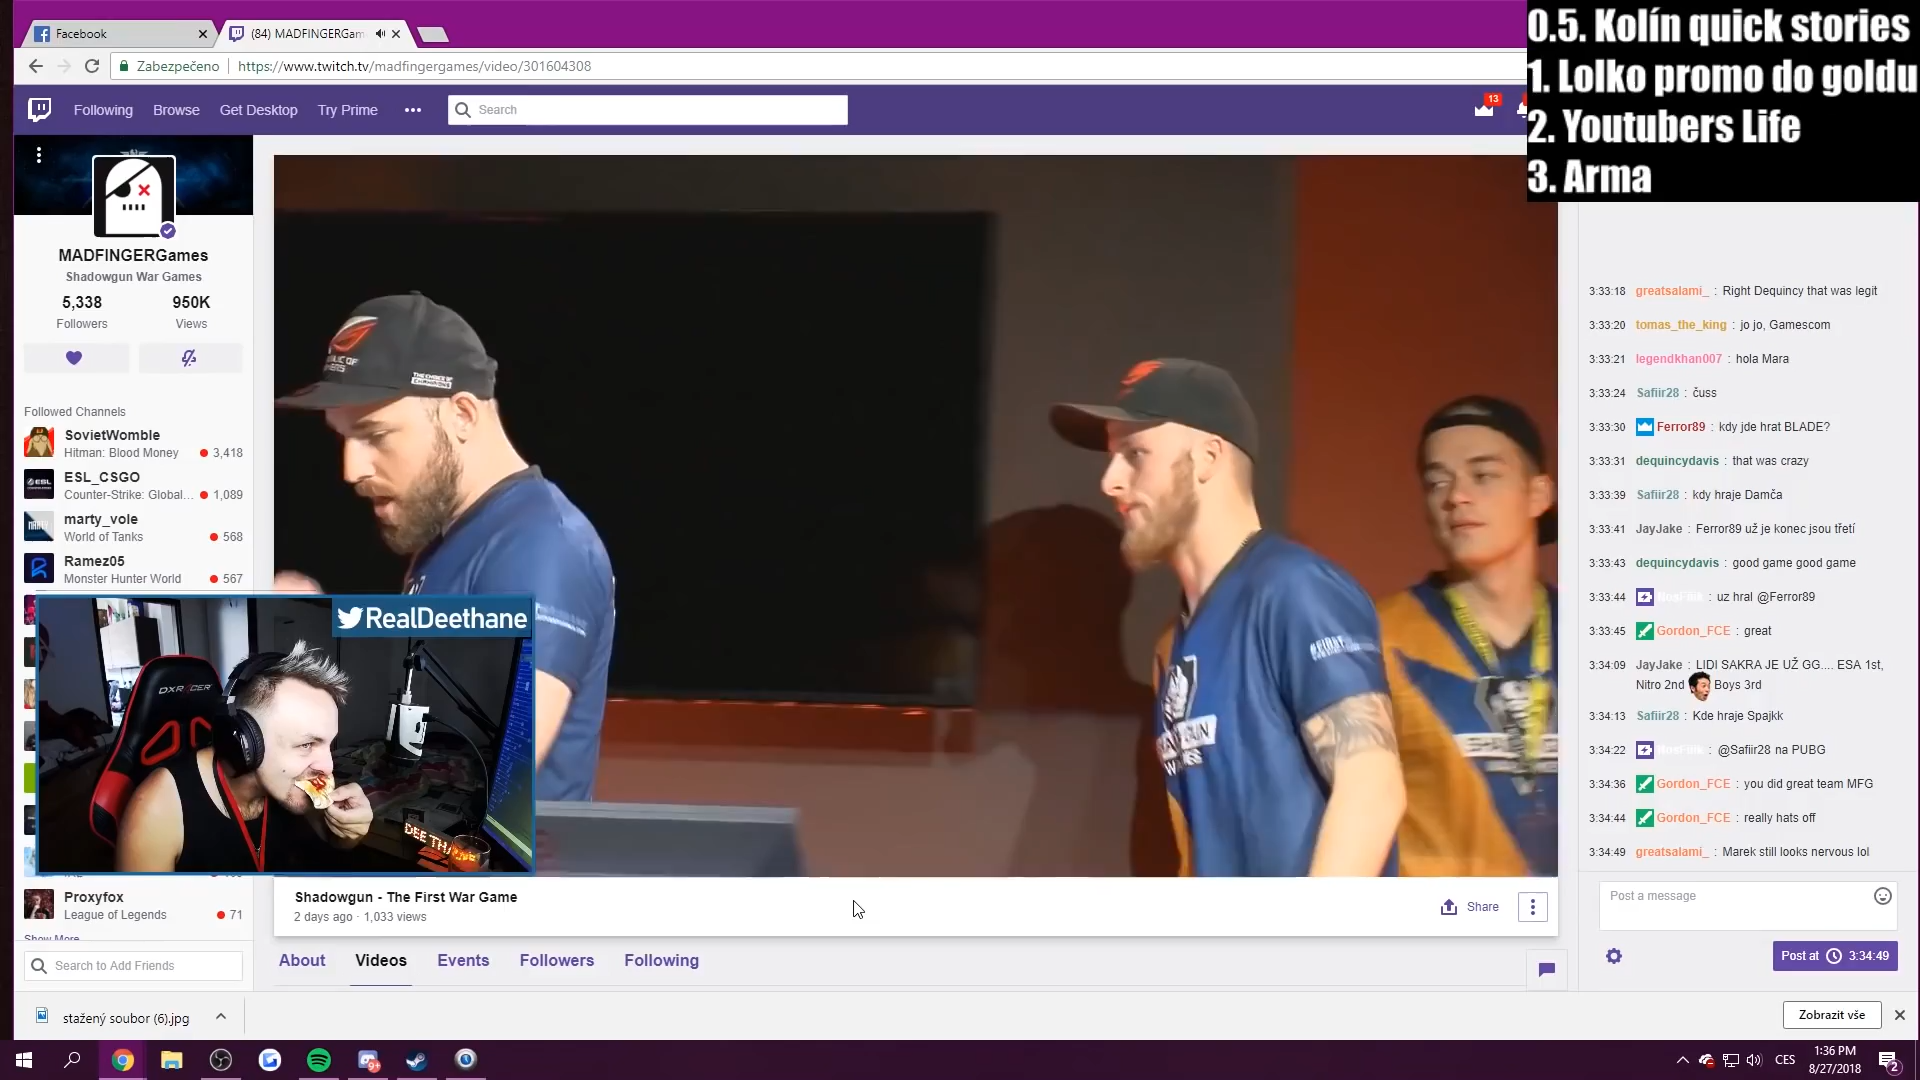 Facebook
(84) MADFINGERGam
Zabezpečeno
https://www.twitch.tv/madfingergames/video/301604308
0.5. Kolín quick stories
1. Lolko promo do goldu
2. Youtubers Life
3. Arma
Following
Browse
Get Desktop
Try Prime
Search
13
MADFINGERGames
Shadowgun War Games
5,338
950K
Followers
Views
Followed Channels
SovietWomble
Hitman: Blood Money
3,418
ESL_CSGO
Counter-Strike: Global...
1,089
marty_vole
World of Tanks
568
Ramez05
Monster Hunter World
567
RealDeethane
DXRACER
Proxyfox
League of Legends
71
Show More
Search to Add Friends
Shadowgun - The First War Game
2 days ago · 1,033 views
Share
About
Videos
Events
Followers
Following
3:33:18 greatsalami_ : Right Dequincy that was legit
3:33:20 tomas_the_king : jo jo, Gamescom
3:33:21 legendkhan007 : hola Mara
3:33:24 Safiir28 : čuss
3:33:30 Ferror89 : kdy jde hrat BLADE?
3:33:31 dequincydavis : that was crazy
3:33:39 Safiir28 : kdy hraje Damča
3:33:41 JayJake : Ferror89 už je konec jsou třetí
3:33:43 dequincydavis : good game good game
3:33:44 : uz hral @Ferror89
3:33:45 Gordon_FCE : great
3:34:09 JayJake : LIDI SAKRA JE UŽ GG.... ESA 1st,
Nitro 2nd Boys 3rd
3:34:13 Safiir28 : Kde hraje Spajkk
3:34:22 : @Safiir28 na PUBG
3:34:36 Gordon_FCE : you did great team MFG
3:34:44 Gordon_FCE : really hats off
3:34:49 greatsalami_ : Marek still looks nervous lol
Post a message
Post at 3:34:49
stažený soubor (6).jpg
Zobrazit vše
CES
1:36 PM
8/27/2018
2